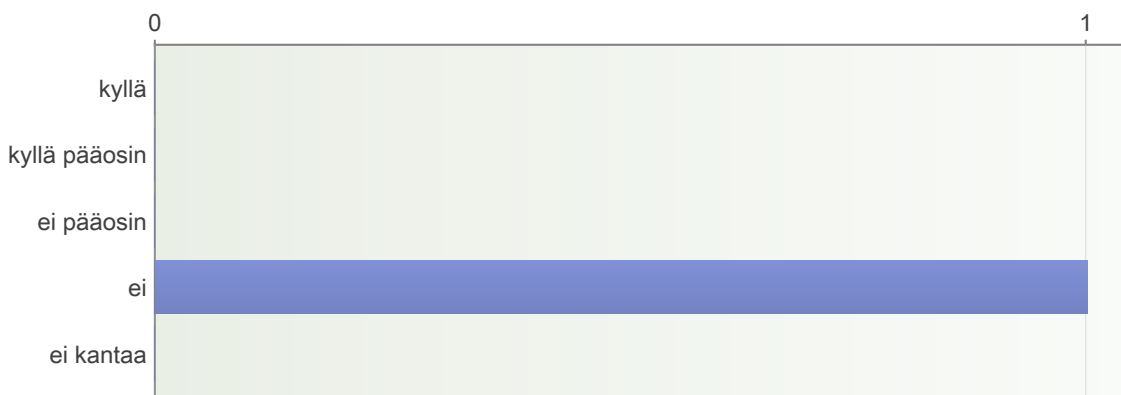 0 1
kyllä
kyllä pääosin
ei pääosin
ei
ei kantaa